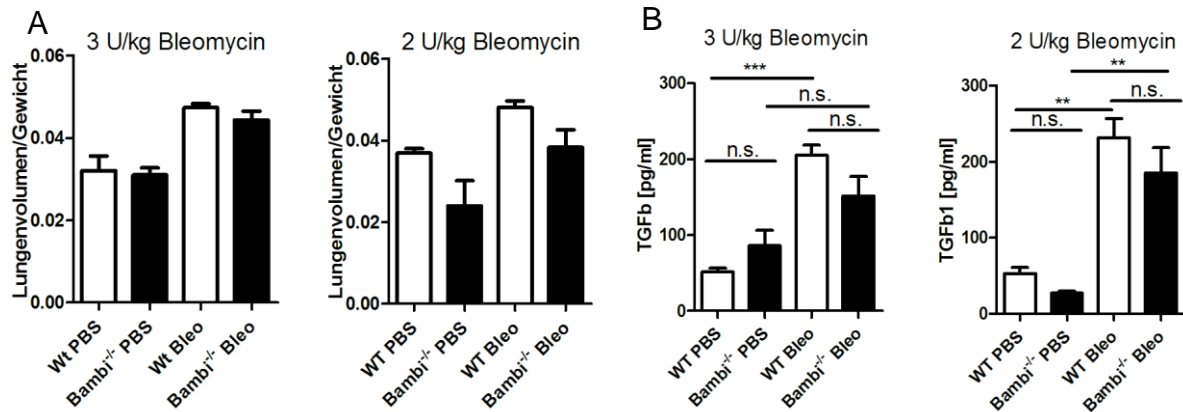 A
3 U/kg Bleomycin
Lungenvolumen/Gewicht
0.06
0.04
0.02
0.00
Wt PBS
Bambi⁻/⁻ PBS
Wt Bleo
Bambi⁻/⁻ Bleo
2 U/kg Bleomycin
Lungenvolumen/Gewicht
0.06
0.04
0.02
0.00
WT PBS
Bambi⁻/⁻ PBS
WT Bleo
Bambi⁻/⁻ Bleo
B
3 U/kg Bleomycin
TGFb [pg/ml]
300
200
100
0
***
n.s.
n.s.
n.s.
WT PBS
Bambi⁻/⁻ PBS
WT Bleo
Bambi⁻/⁻ Bleo
2 U/kg Bleomycin
TGFb1 [pg/ml]
300
200
100
0
**
n.s.
**
n.s.
WT PBS
Bambi⁻/⁻ PBS
WT Bleo
Bambi⁻/⁻ Bleo